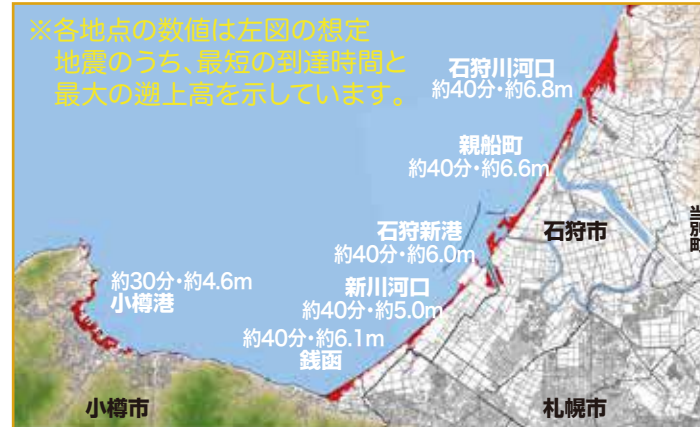 ※各地点の数値は左図の想定
地震のうち、最短の到達時間と
最大の遡上高を示しています。
石狩川河口
約40分・約6.8m
親船町
約40分・約6.6m
石狩新港
約40分・約6.0m
石狩市
当別町
約30分・約4.6m
小樽港
新川河口
約40分・約5.0m
約40分・約6.1m
銭函
小樽市
札幌市